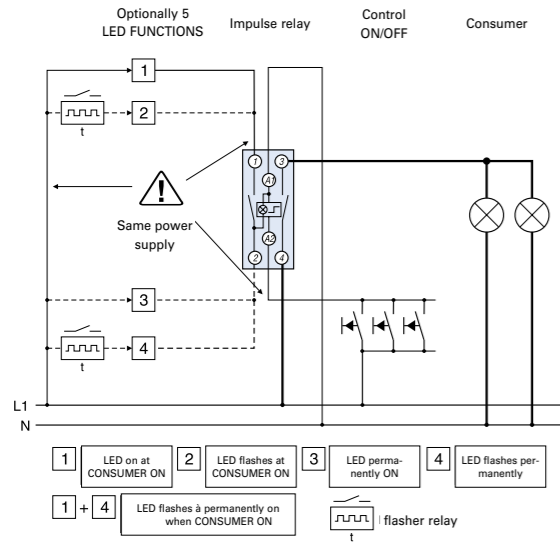 Optionally 5
LED FUNCTIONS
Impulse relay
Control
ON/OFF
Consumer
1
2
t
1
3
A1
Same power
supply
A2
2
4
3
4
t
L1
N
1
LED on at
CONSUMER ON
2
LED flashes at
CONSUMER ON
3
LED perma-
nently ON
4
LED flashes per-
manently
1 + 4
LED flashes à permanently on
when CONSUMER ON
flasher relay
t